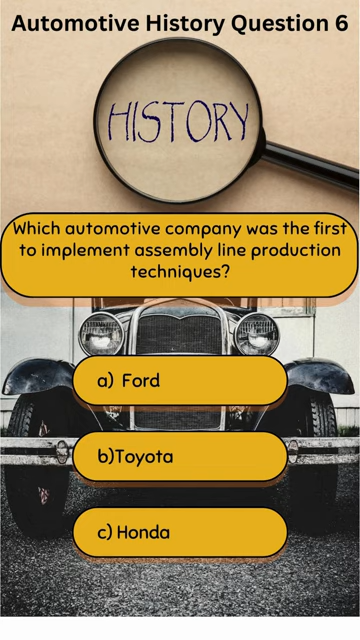 Automotive History Question 6
HISTORY
Which automotive company was the first
to implement assembly line production
techniques?
a) Ford
b)Toyota
c) Honda